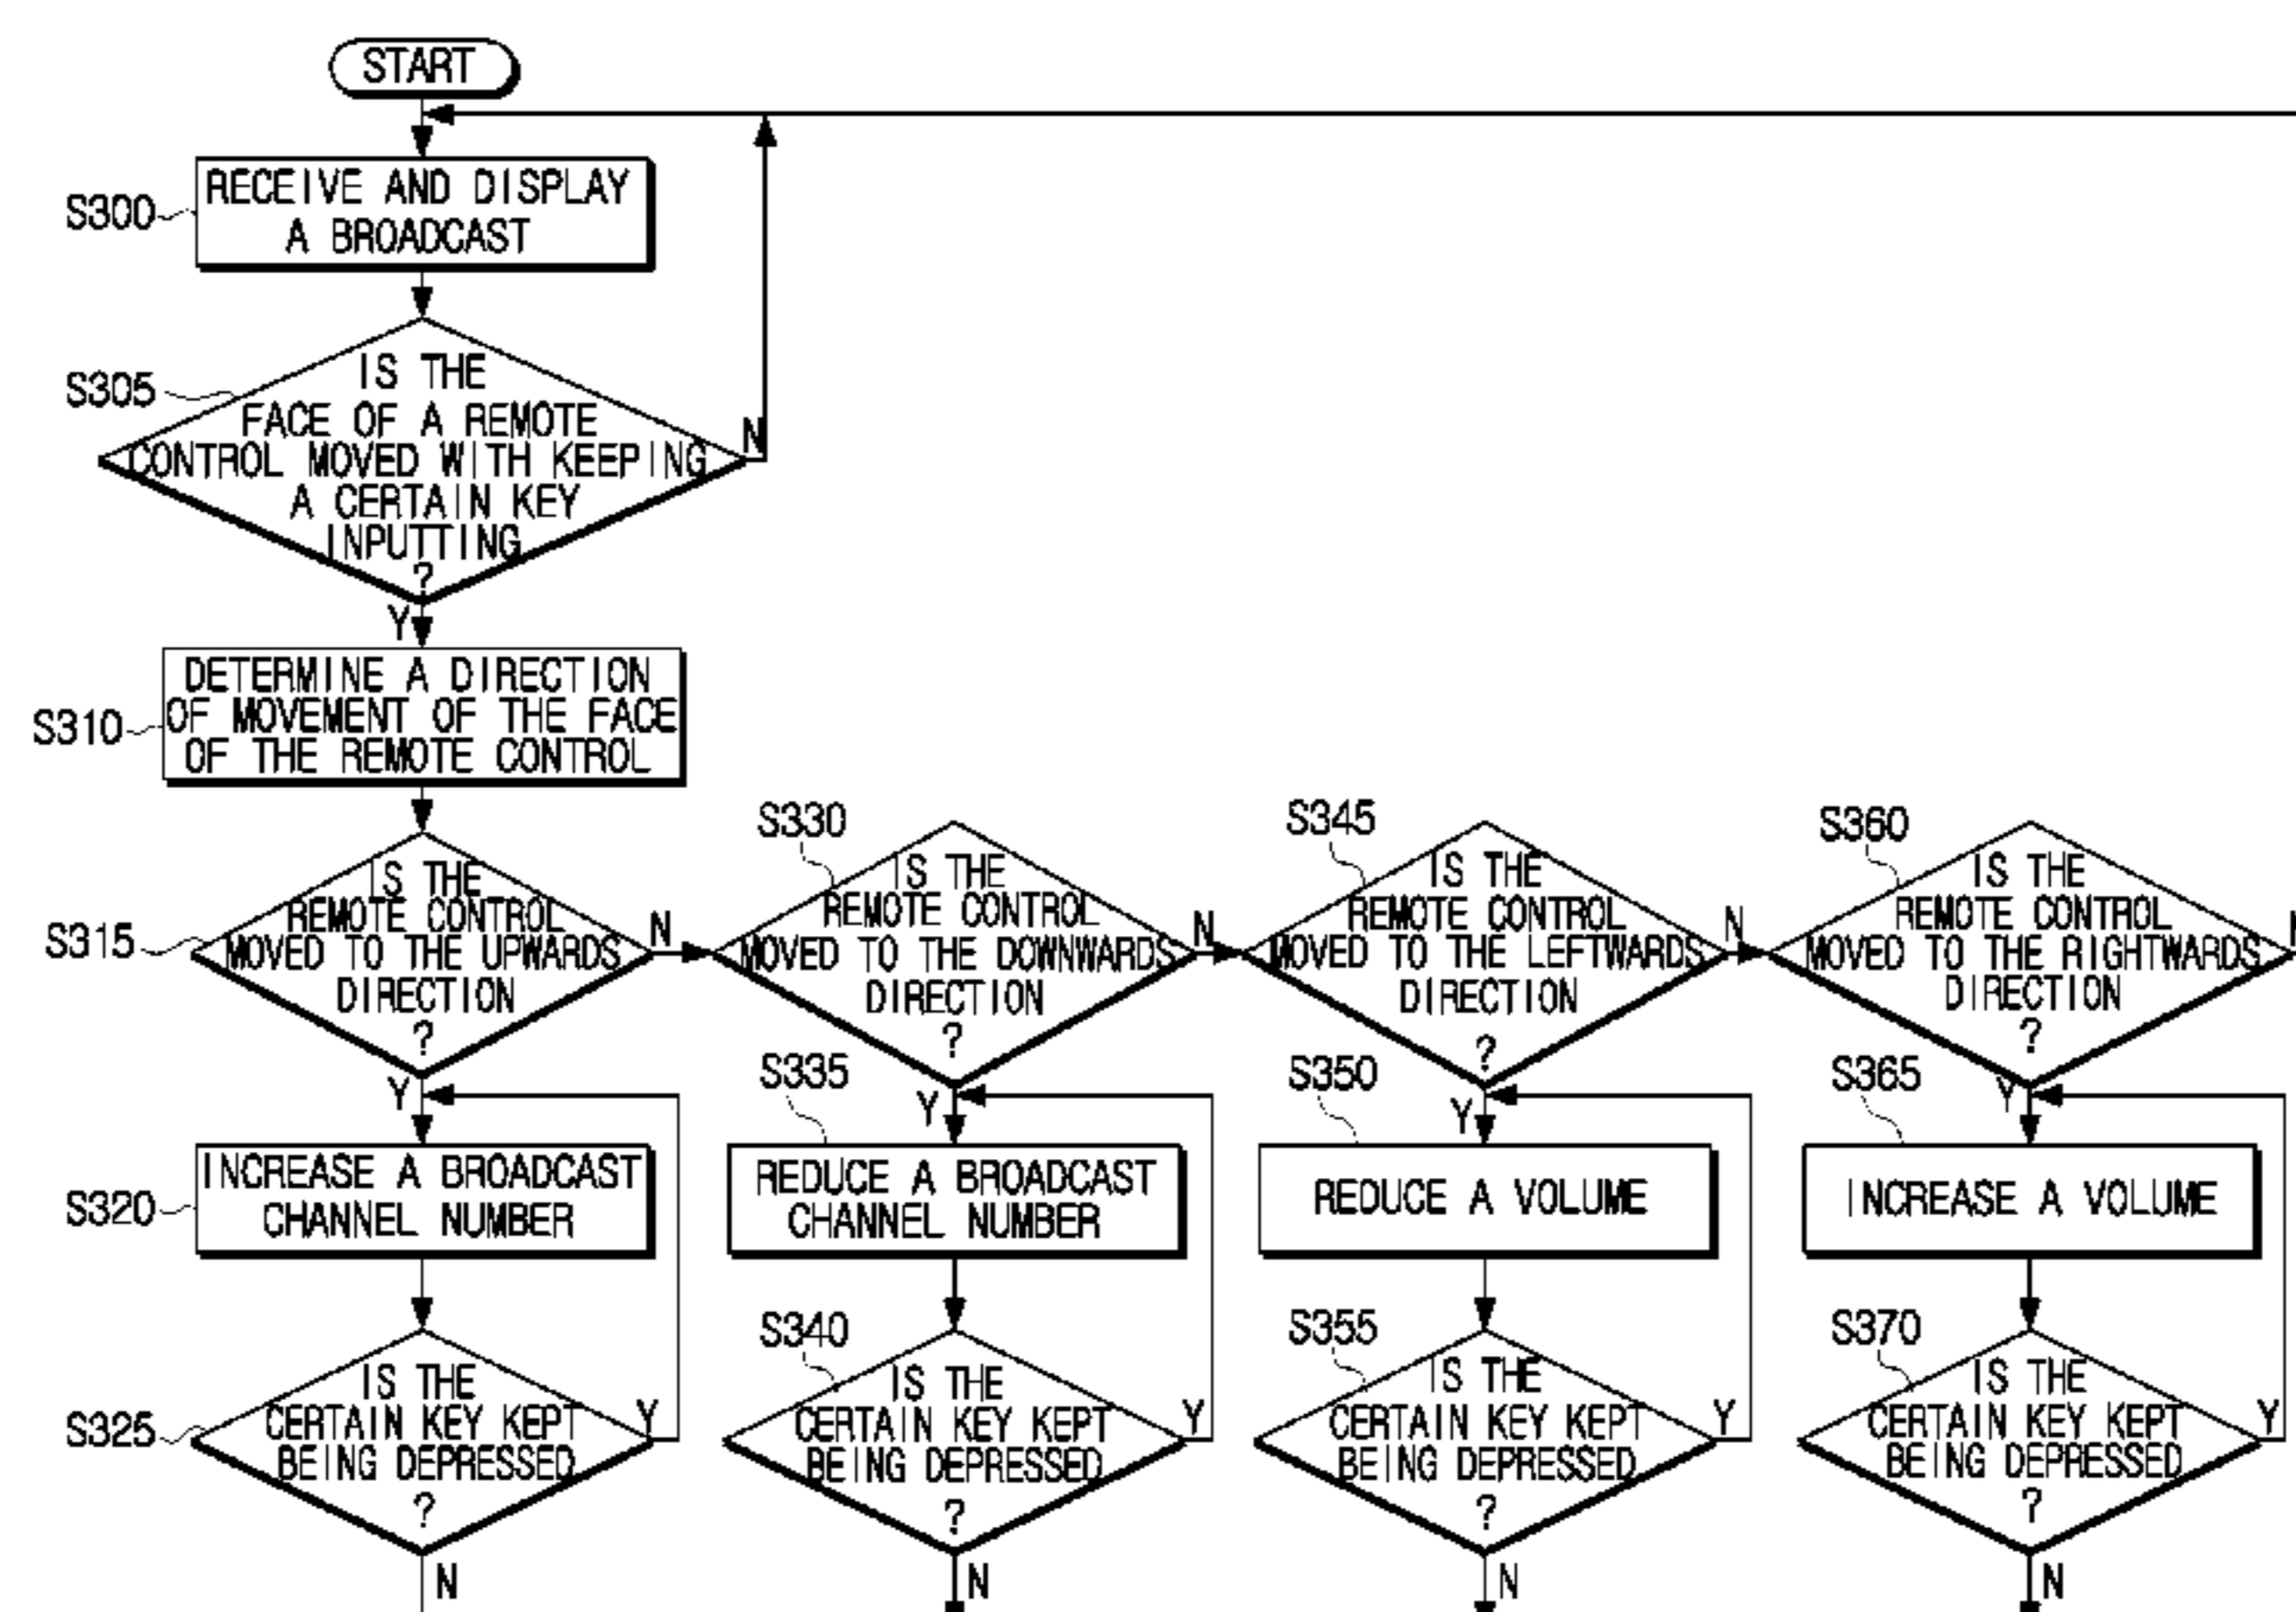 START
S300
RECEIVE AND DISPLAY
A BROADCAST
S305
IS THE
FACE OF A REMOTE
CONTROL MOVED WITH KEEPING
A CERTAIN KEY
INPUTTING
?
N
Y
S310
DETERMINE A DIRECTION
OF MOVEMENT OF THE FACE
OF THE REMOTE CONTROL
S315
IS THE
REMOTE CONTROL
MOVED TO THE UPWARDS
DIRECTION
?
N
Y
S330
IS THE
REMOTE CONTROL
MOVED TO THE DOWNWARDS
DIRECTION
?
N
Y
S345
IS THE
REMOTE CONTROL
MOVED TO THE LEFTWARDS
DIRECTION
?
N
Y
S360
IS THE
REMOTE CONTROL
MOVED TO THE RIGHTWARDS
DIRECTION
?
Y
S320
INCREASE A BROADCAST
CHANNEL NUMBER
S335
REDUCE A BROADCAST
CHANNEL NUMBER
S350
REDUCE A VOLUME
S365
INCREASE A VOLUME
S325
IS THE
CERTAIN KEY KEPT
BEING DEPRESSED
?
Y
N
S340
IS THE
CERTAIN KEY KEPT
BEING DEPRESSED
?
Y
N
S355
IS THE
CERTAIN KEY KEPT
BEING DEPRESSED
?
Y
N
S370
IS THE
CERTAIN KEY KEPT
BEING DEPRESSED
?
Y
N